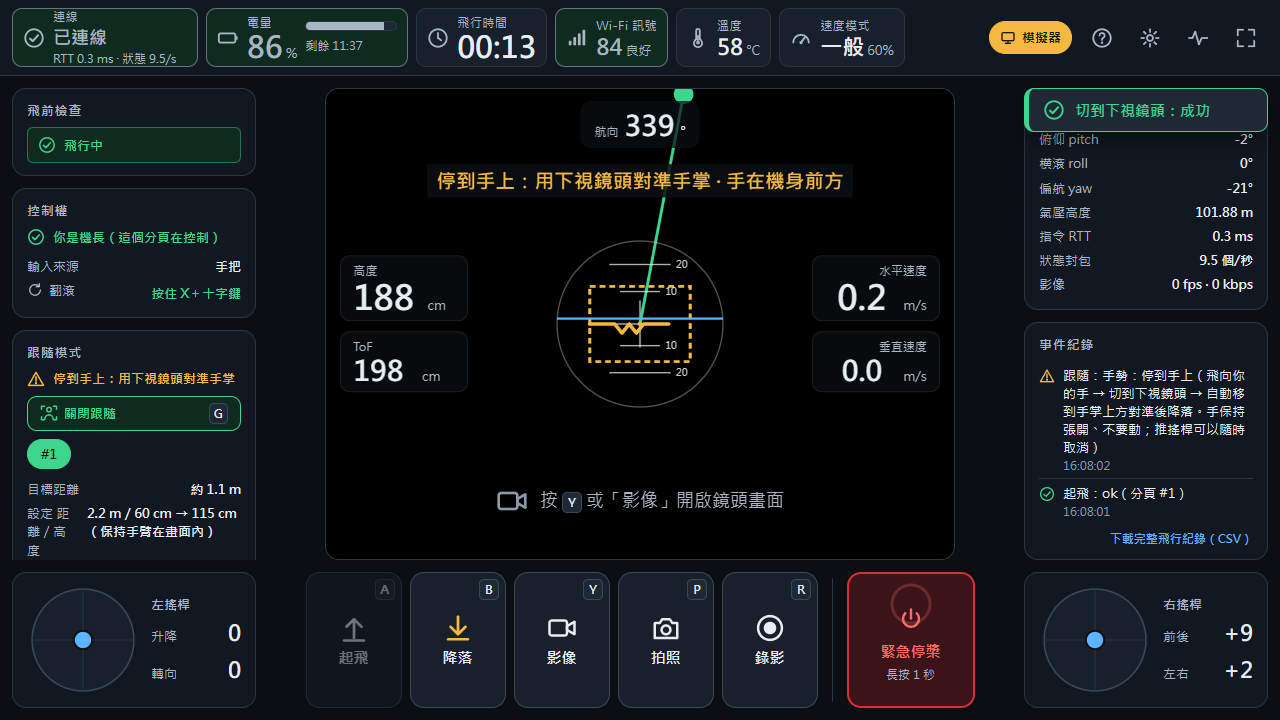 連線
已連線
RTT 0.3 ms · 狀態 9.5/s
電量
86 %
剩餘 11:37
飛行時間
00:13
Wi-Fi 訊號
84 良好
溫度
58 °C
速度模式
一般 60%
模擬器
飛前檢查
飛行中
控制權
你是機長（這個分頁在控制）
輸入來源 手把
翻滾 按住 X + 十字鍵
跟隨模式
停到手上：用下視鏡頭對準手掌
關閉跟隨 G
#1
目標距離 約 1.1 m
設定 距離 / 高度 2.2 m / 60 cm → 115 cm（保持手臂在畫面內）
航向 339 °
停到手上：用下視鏡頭對準手掌 · 手在機身前方
高度
188 cm
ToF
198 cm
20
10
10
20
水平速度
0.2 m/s
垂直速度
0.0 m/s
按 Y 或「影像」開啟鏡頭畫面
切到下視鏡頭：成功
俯仰 pitch -2°
橫滾 roll 0°
偏航 yaw -21°
氣壓高度 101.88 m
指令 RTT 0.3 ms
狀態封包 9.5 個/秒
影像 0 fps · 0 kbps
事件紀錄
跟隨：手勢：停到手上（飛向你
的手 → 切到下視鏡頭 → 自動移
到手掌上方對準後降落。手保持
張開、不要動；推搖桿可以隨時
取消）
16:08:02
起飛：ok（分頁 #1）
16:08:01
下載完整飛行紀錄（CSV）
左搖桿
升降 0
轉向 0
A
起飛
B
降落
Y
影像
P
拍照
R
錄影
緊急停槳
長按 1 秒
右搖桿
前後 +9
左右 +2